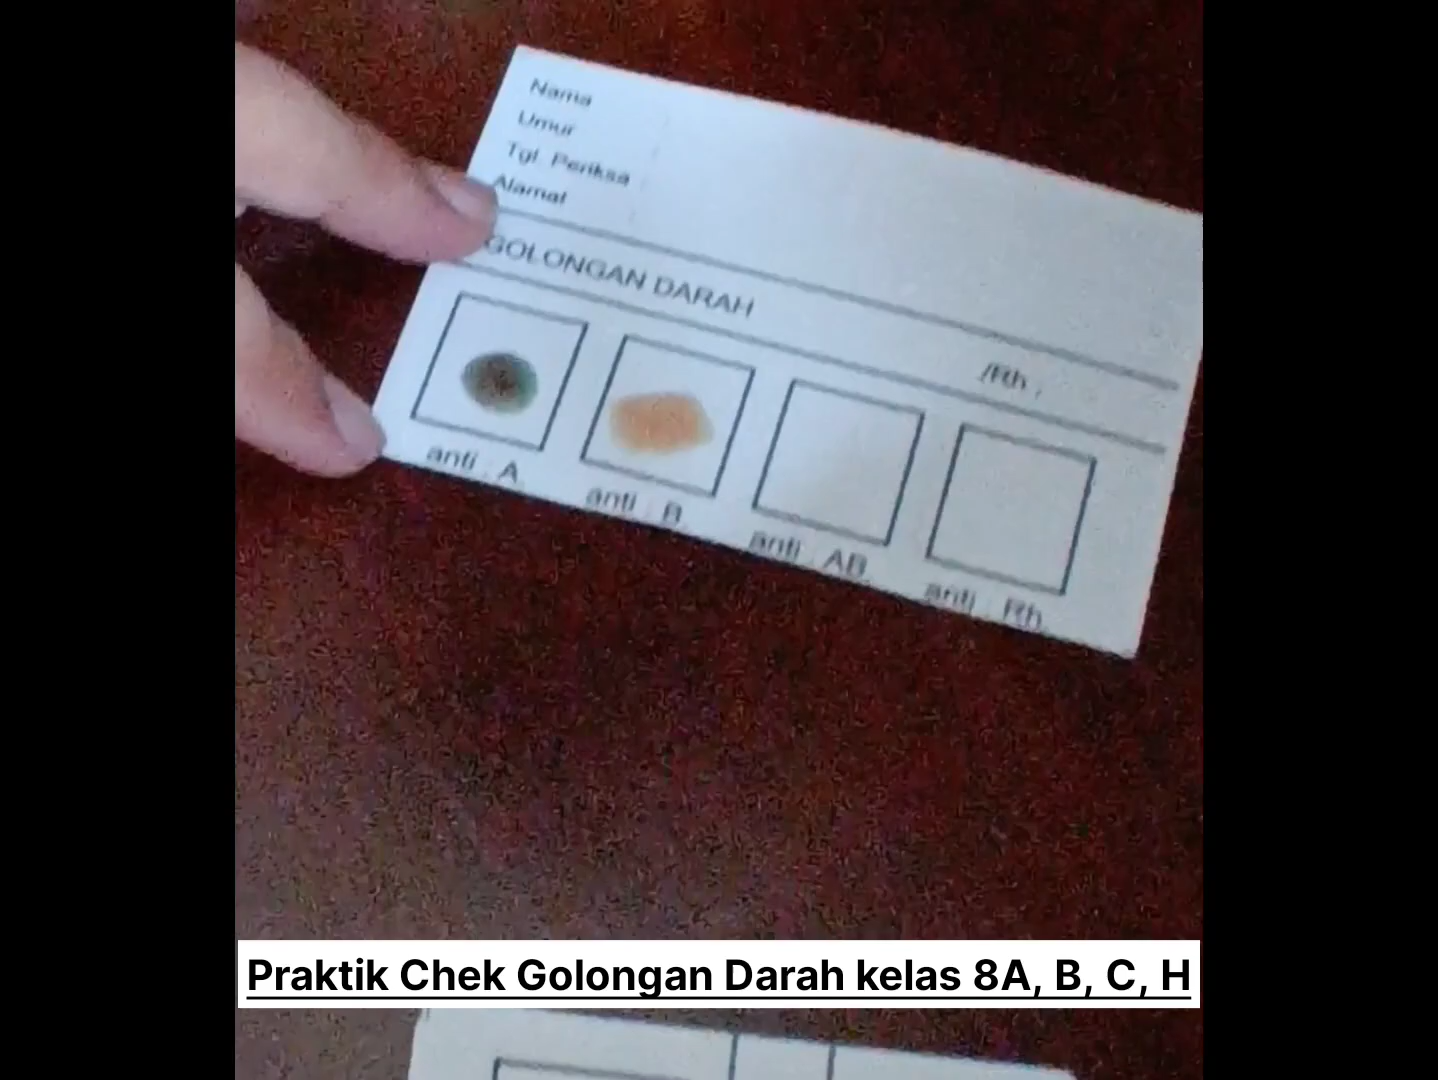 Nama
Umur
Tgl. Periksa
Alamat
GOLONGAN DARAH
/Rh ,
anti . A.
anti . B.
anti . AB.
anti . Rh.
Praktik Chek Golongan Darah kelas 8A, B, C, H